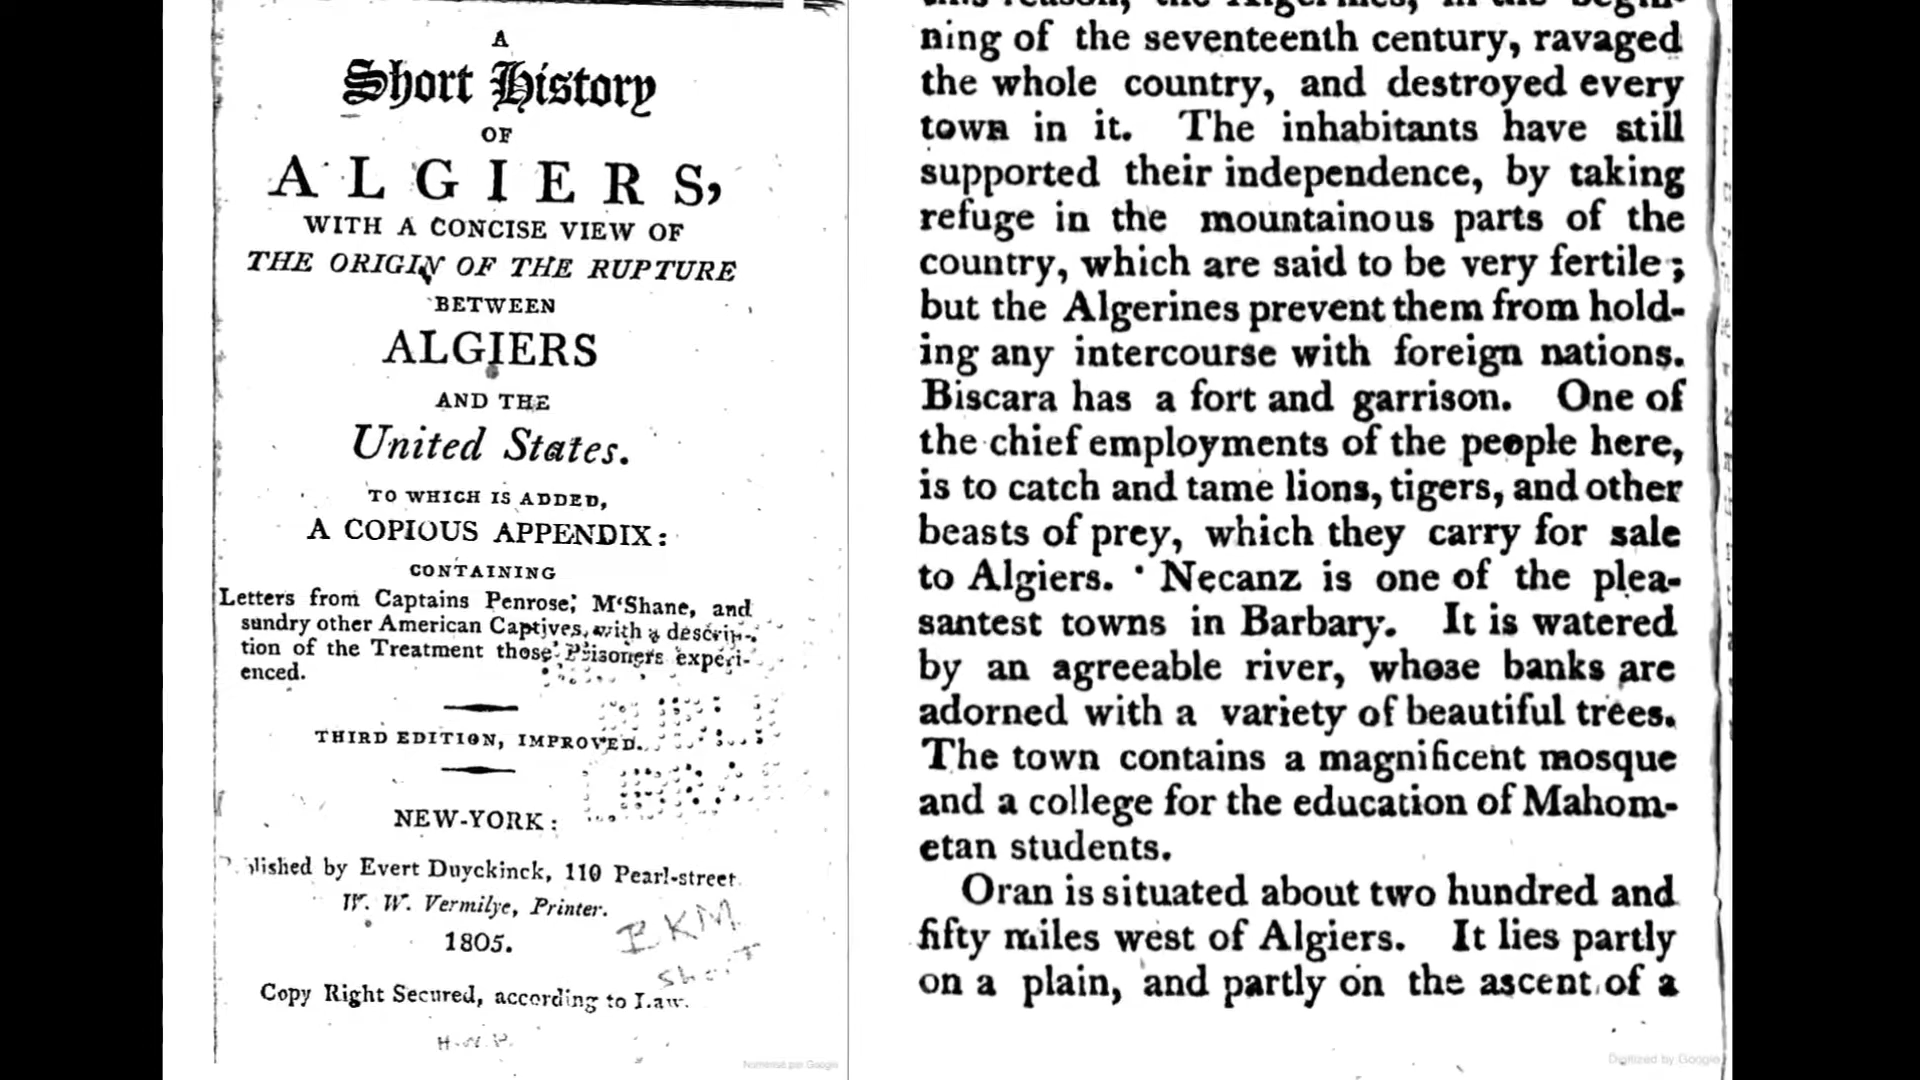 A
Short History
OF
ALGIERS,
WITH A CONCISE VIEW OF
THE ORIGIN OF THE RUPTURE
BETWEEN
ALGIERS
AND THE
United States.
TO WHICH IS ADDED,
A COPIOUS APPENDIX:
CONTAINING
Letters from Captains Penrose, M'Shane, and
sundry other American Captives, with a descrip-
tion of the Treatment those Prisoners experi-
enced.
THIRD EDITION, IMPROVED.
NEW-YORK:
lished by Evert Duyckinck, 110 Pearl-street
W. W. Vermilye, Printer.
1805.
EKM
Short
Copy Right Secured, according to Law.
Numérisé par Google
ning of the seventeenth century, ravaged
the whole country, and destroyed every
town in it. The inhabitants have still
supported their independence, by taking
refuge in the mountainous parts of the
country, which are said to be very fertile;
but the Algerines prevent them from hold-
ing any intercourse with foreign nations.
Biscara has a fort and garrison. One of
the chief employments of the people here,
is to catch and tame lions, tigers, and other
beasts of prey, which they carry for sale
to Algiers. Necanz is one of the plea-
santest towns in Barbary. It is watered
by an agreeable river, whose banks are
adorned with a variety of beautiful trees.
The town contains a magnificent mosque
and a college for the education of Mahom-
etan students.
Oran is situated about two hundred and
fifty miles west of Algiers. It lies partly
on a plain, and partly on the ascent of a
Digitized by Google